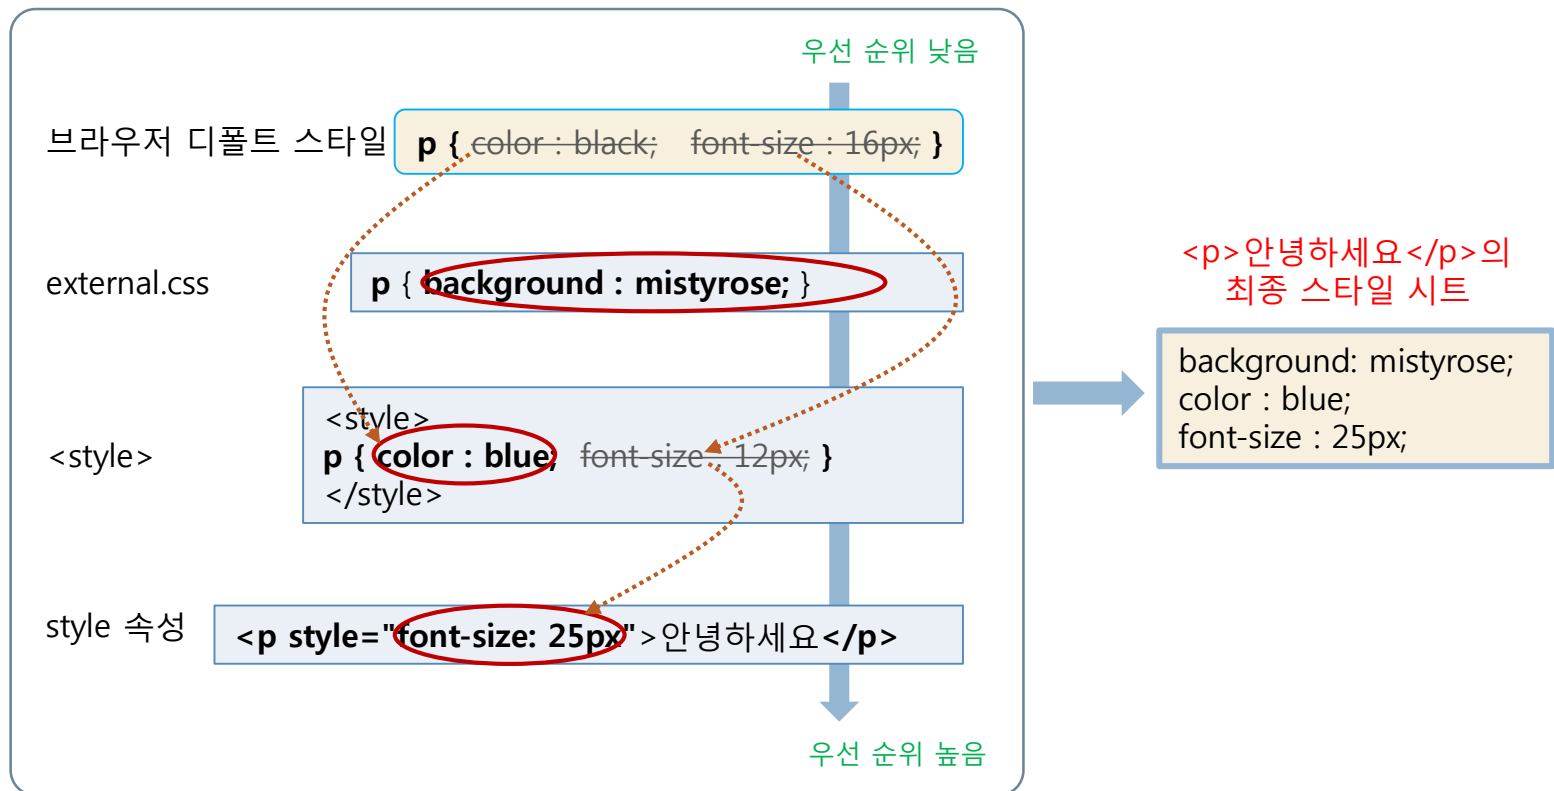 우선 순위 낮음
브라우저 디폴트 스타일
p { color : black; font-size : 16px; }
external.css
p { background : mistyrose; }
<style>
<style>
p { color : blue; font-size : 12px; }
</style>
style 속성
<p style="font-size: 25px">안녕하세요</p>
우선 순위 높음
<p>안녕하세요</p>의
최종 스타일 시트
background: mistyrose;
color : blue;
font-size : 25px;